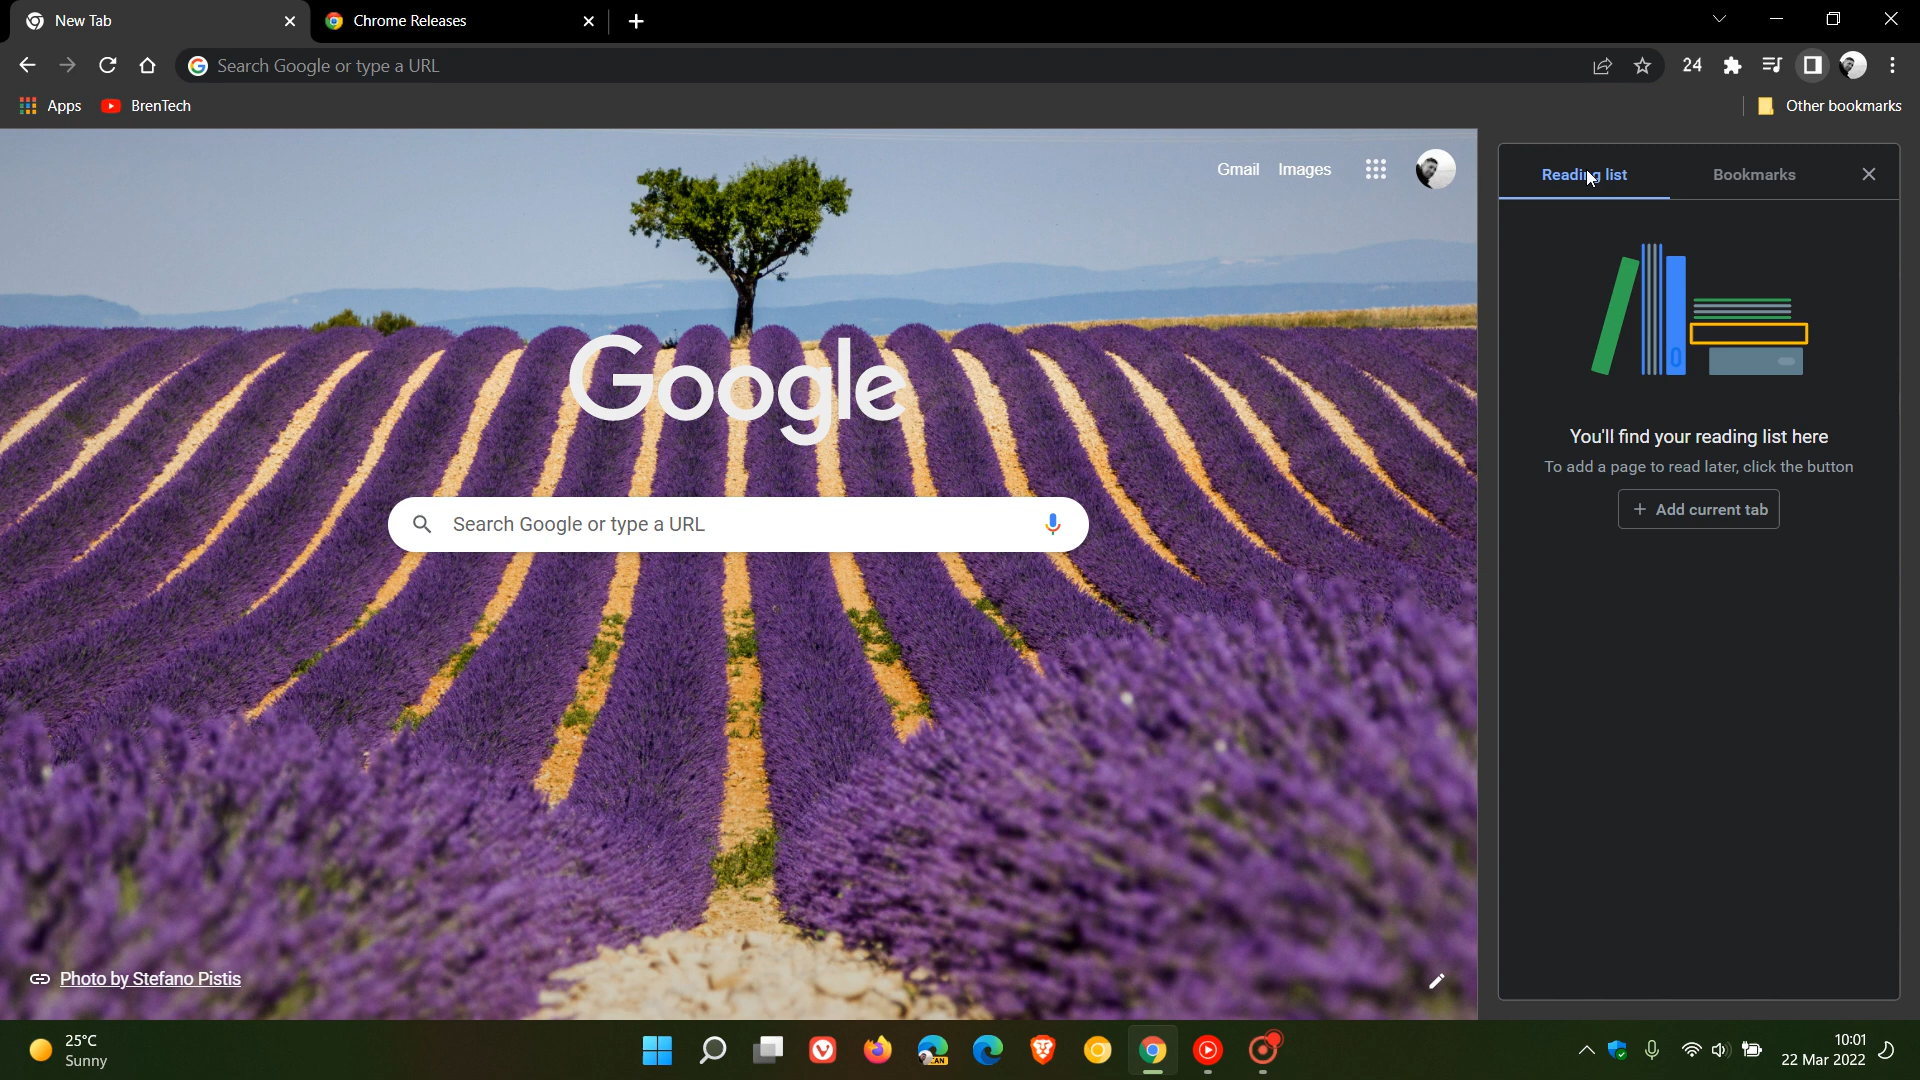 New Tab
Chrome Releases
Search Google or type a URL
24
Apps
BrenTech
Other bookmarks
Gmail
Images
Reading list
Bookmarks
Google
You'll find your reading list here
To add a page to read later, click the button
Add current tab
Search Google or type a URL
Photo by Stefano Pistis
25°C
Sunny
CAN
10:01
22 Mar 2022